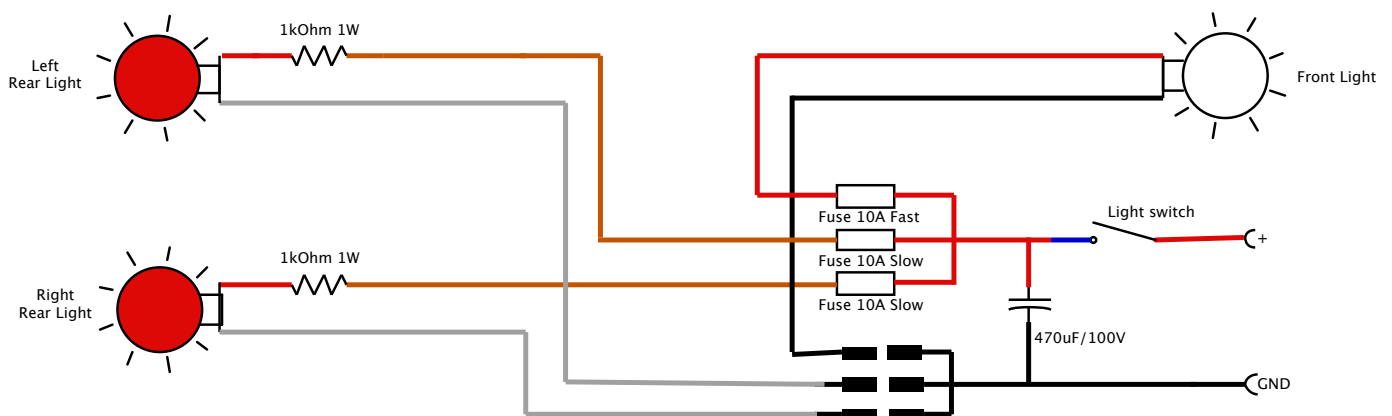 1kOhm 1W
Left
Rear Light
Front Light
Fuse 10A Fast
Light switch
+
Fuse 10A Slow
1kOhm 1W
Right
Rear Light
Fuse 10A Slow
470uF/100V
GND